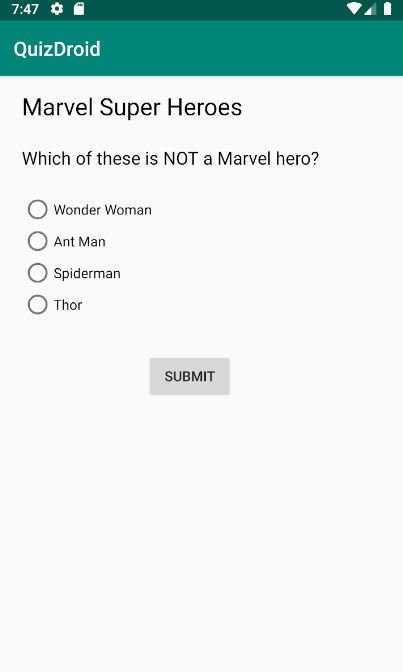 7:47
QuizDroid
Marvel Super Heroes
Which of these is NOT a Marvel hero?
Wonder Woman
Ant Man
Spiderman
Thor
SUBMIT